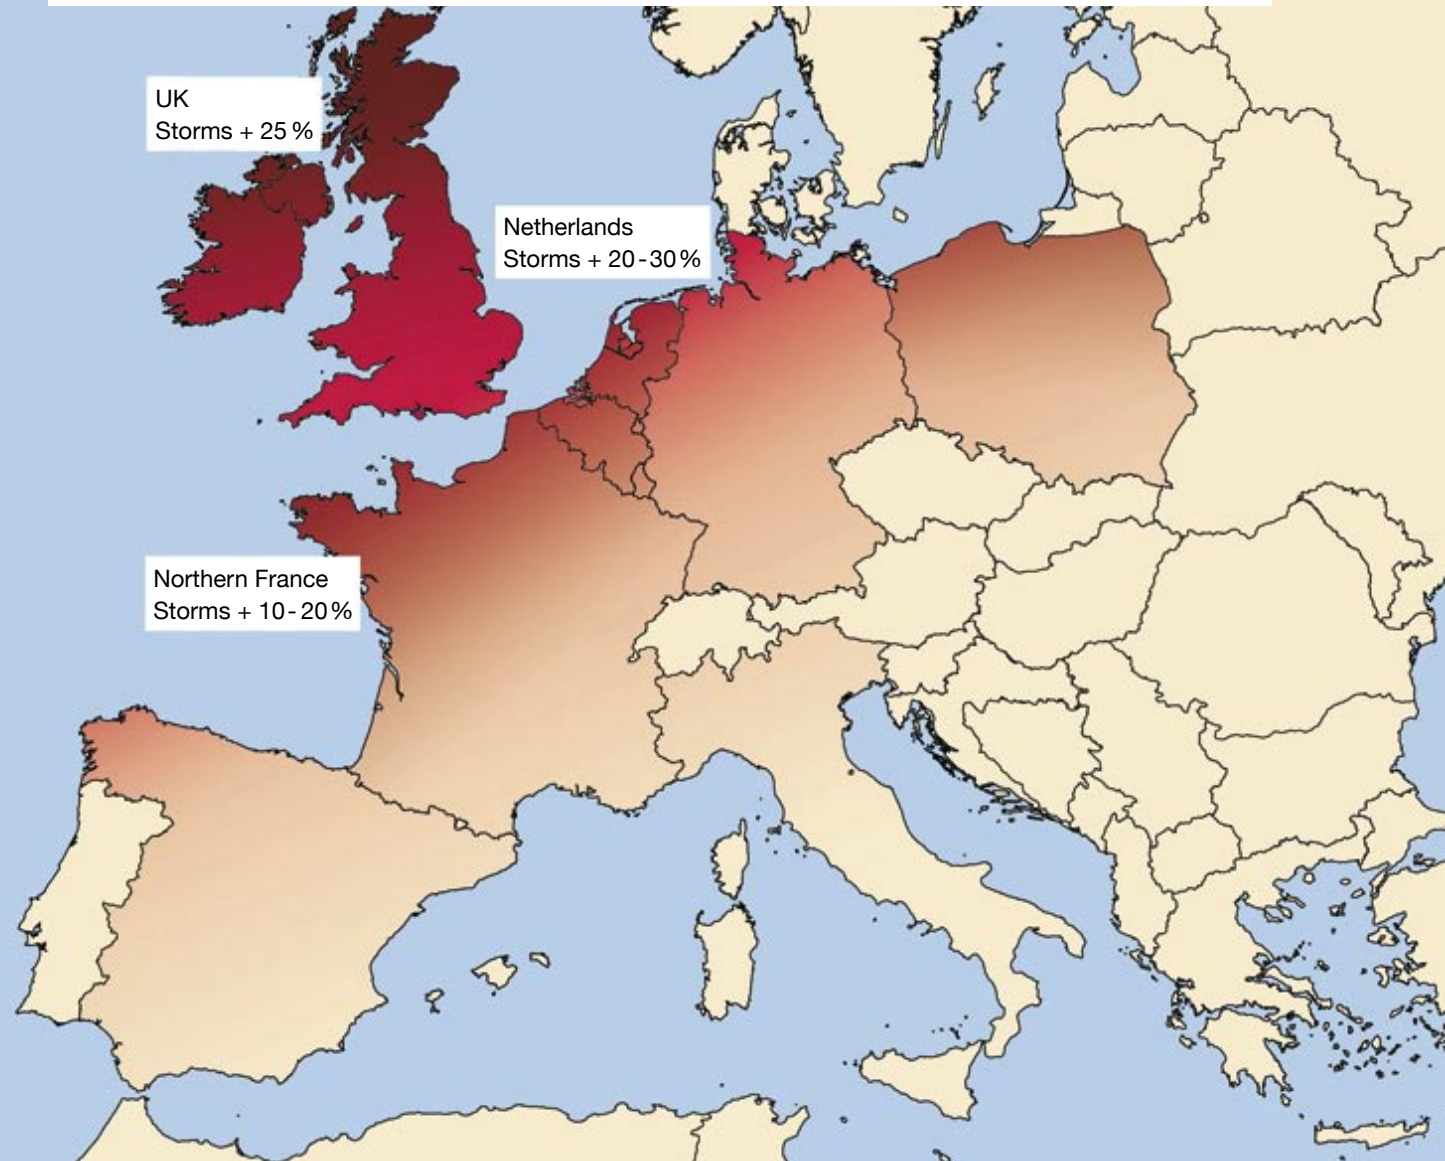 UK
Storms + 25 %
Netherlands
Storms + 20 - 30 %
Northern France
Storms + 10 - 20 %